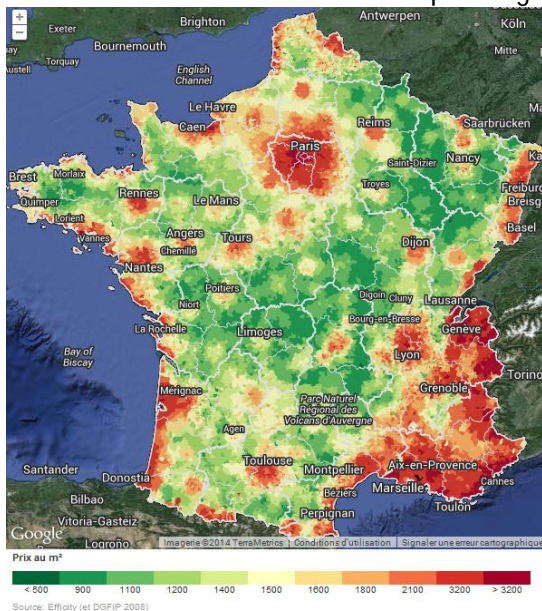 Exeter
Brighton
Antwerpen
Köln
Bournemouth
Mitte
Torquay
English
Channel
Le Havre
Reims
Saarbrücken
Caen
Paris
Saint-Dizier
Nancy
Brest
Morlaix
Rennes
Le Mans
Troyes
Freiburg
Breisg
Quimper
Lorient
Vannes
Angers
Chemillé
Tours
Dijon
Basel
Nantes
Poitiers
Niort
Digoin
Cluny
Lausanne
Bourg-en-Bresse
Genève
La Rochelle
Limoges
Bay of
Biscay
Lyon
Torino
Mérignac
Parc Naturel
Régional des
Volcans d'Auvergne
Grenoble
Agen
Santander
Donostia
Toulouse
Montpellier
Aix-en-Provence
Béziers
Marseille
Cannes
Toulon
Bilbao
Vitoria-Gasteiz
Perpignan
Logroño
Google
Imagerie ©2014 TerraMetrics
Conditions d'utilisation
Signaler une erreur cartographique
Prix au m²
< 500 900 1100 1200 1400 1500 1600 1800 2100 3200 > 3200
Source: Efficity (et DGFiP 2008)